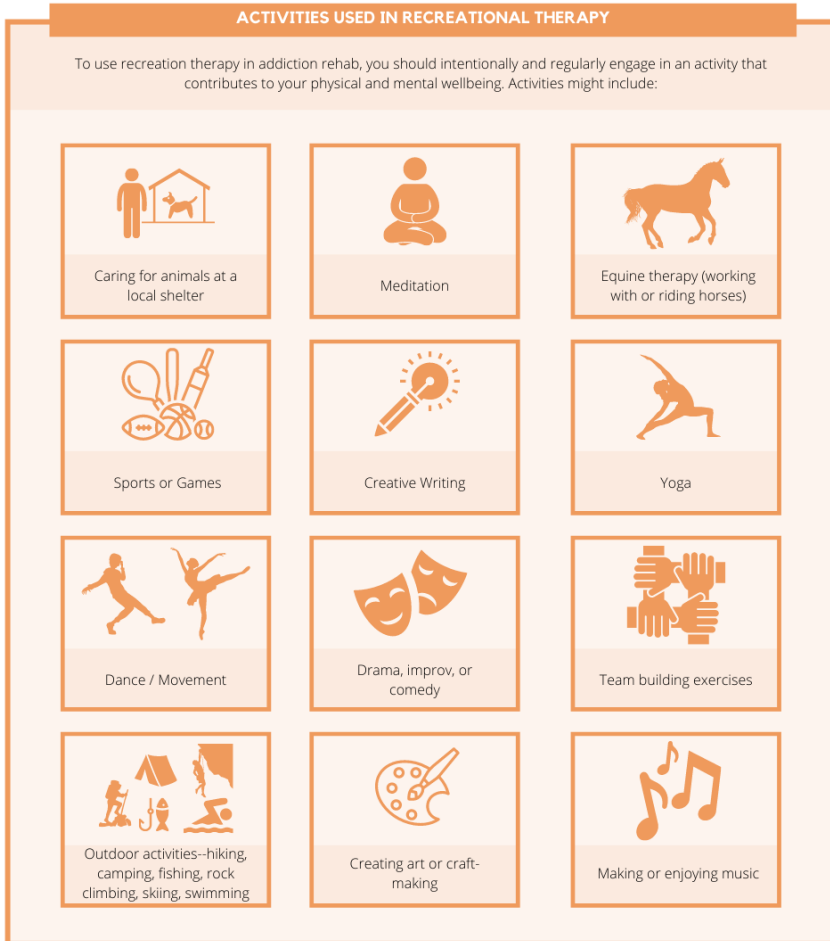 ACTIVITIES USED IN RECREATIONAL THERAPY
To use recreation therapy in addiction rehab, you should intentionally and regularly engage in an activity that
contributes to your physical and mental wellbeing. Activities might include:
Caring for animals at a
local shelter
Meditation
Equine therapy (working
with or riding horses)
Sports or Games
Creative Writing
Yoga
Dance / Movement
Drama, improv, or
comedy
Team building exercises
Outdoor activities--hiking,
camping, fishing, rock
climbing, skiing, swimming
Creating art or craft-
making
Making or enjoying music